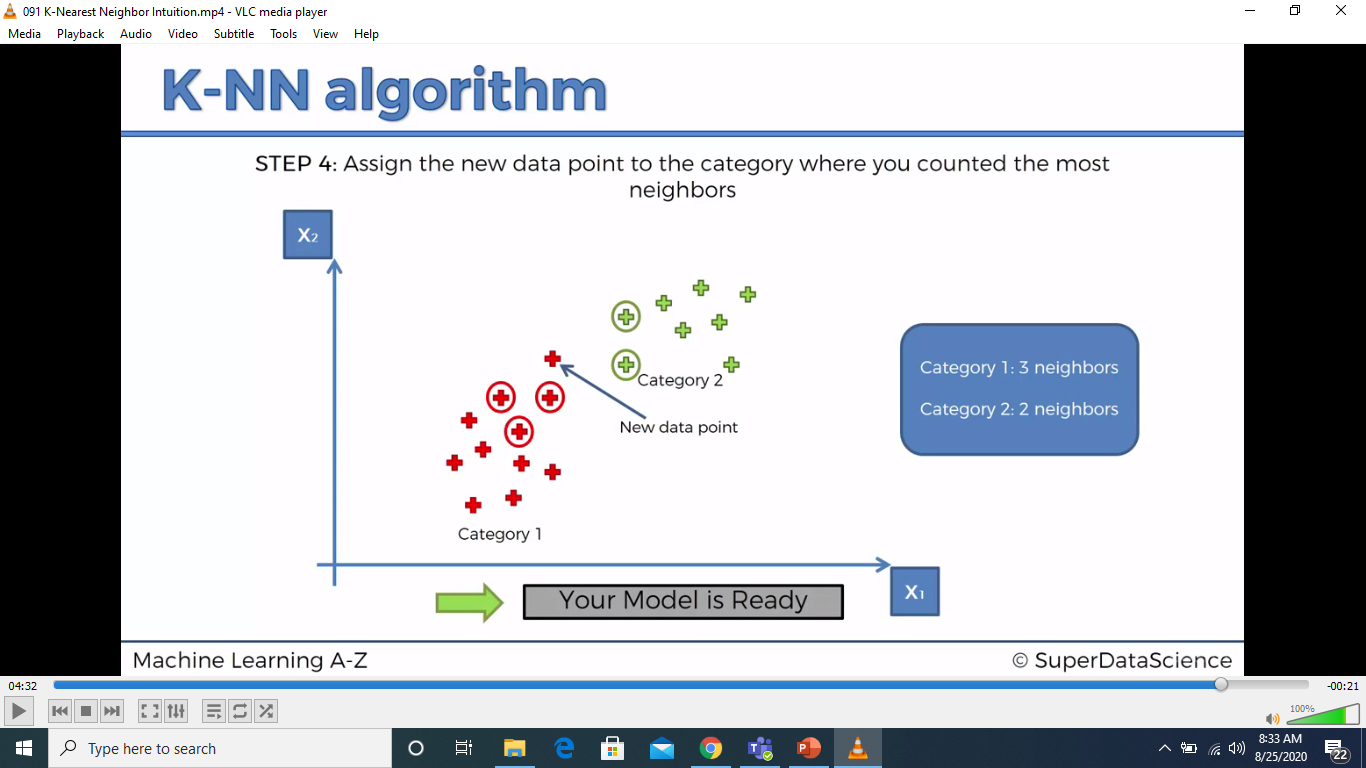 091 K-Nearest Neighbor Intuition.mp4 - VLC media player
Media Playback Audio Video Subtitle Tools View Help
K-NN algorithm
STEP 4: Assign the new data point to the category where you counted the most
neighbors
X₂
Category 2
New data point
Category 1: 3 neighbors
Category 2: 2 neighbors
Category 1
X₁
Your Model is Ready
Machine Learning A-Z
© SuperDataScience
04:32
-00:21
100%
Type here to search
8:33 AM
8/25/2020
22